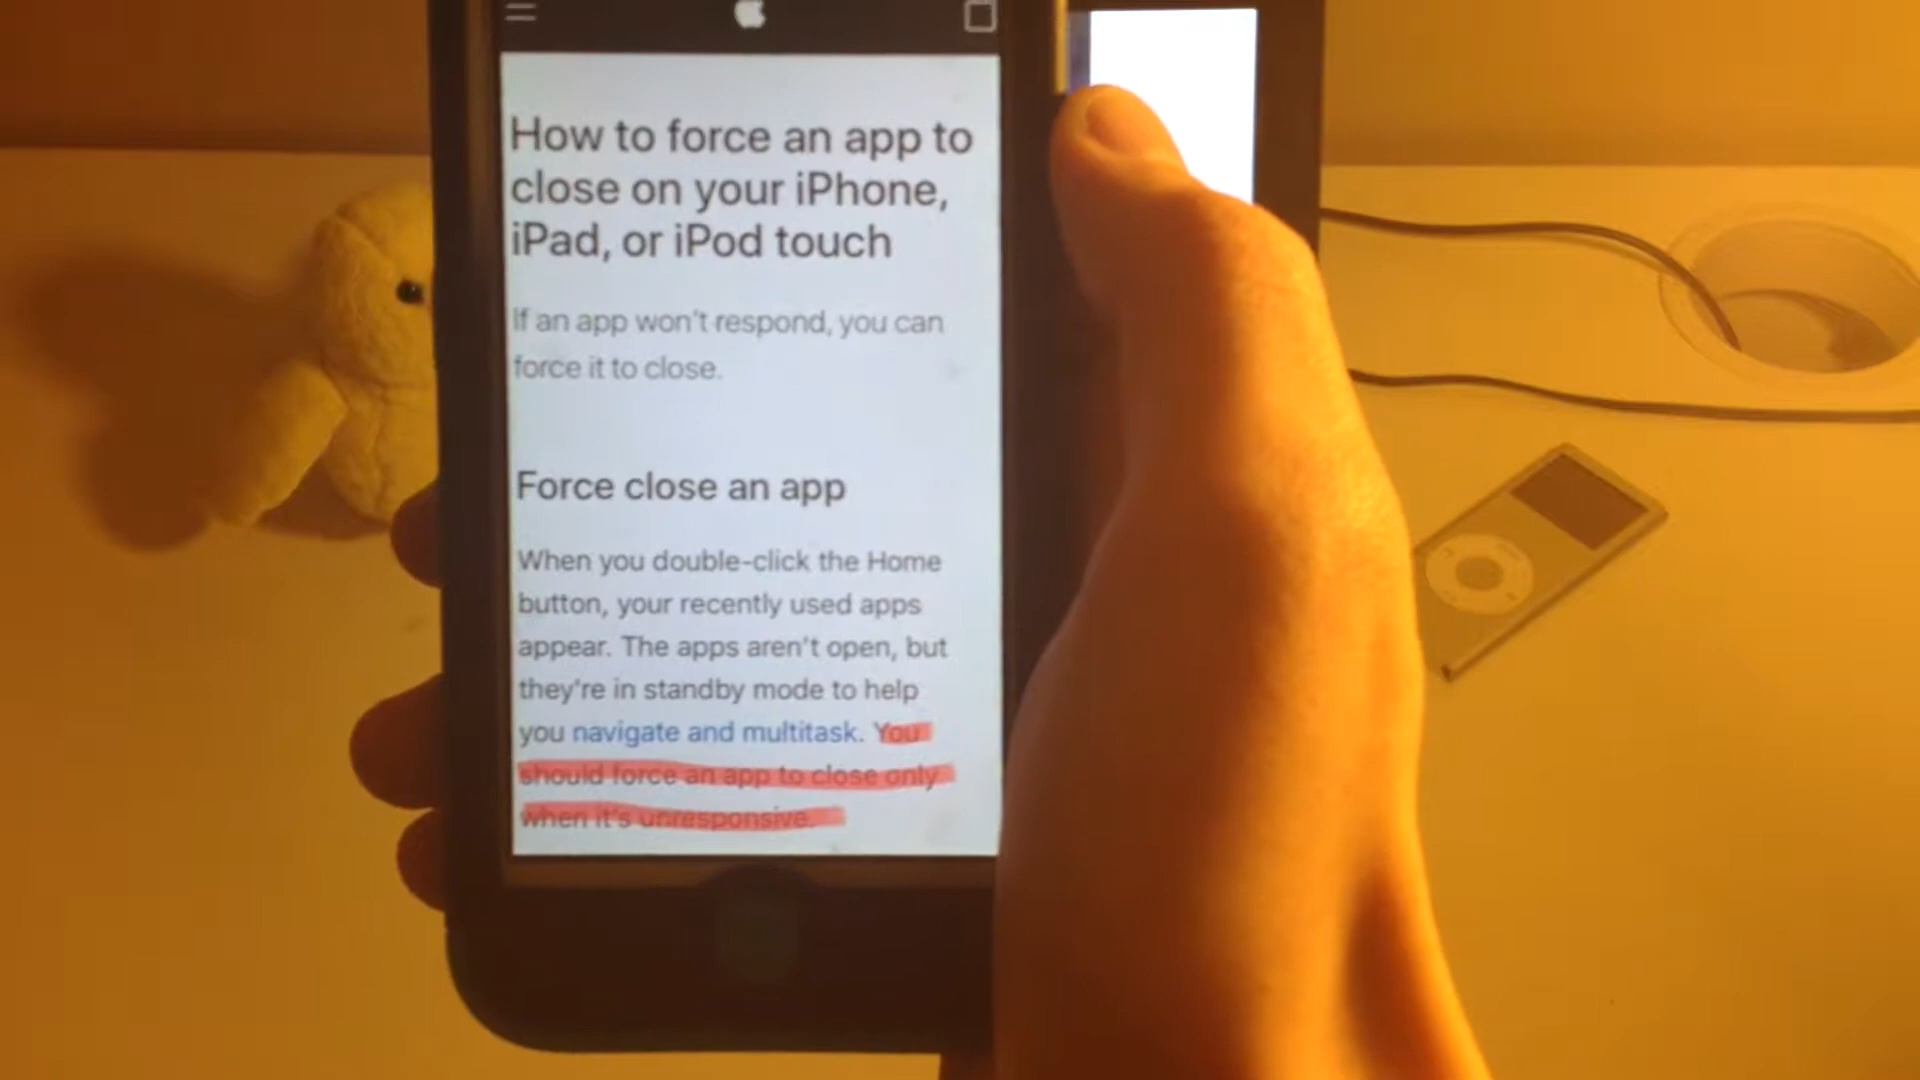 How to force an app to
close on your iPhone,
iPad, or iPod touch
If an app won't respond, you can
force it to close.
Force close an app
When you double-click the Home
button, your recently used apps
appear. The apps aren't open, but
they're in standby mode to help
you navigate and multitask. You
should force an app to close only
when it's unresponsive.